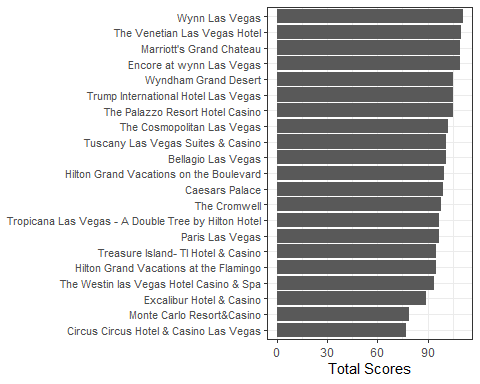 Wynn Las Vegas
The Venetian Las Vegas Hotel
Marriott's Grand Chateau
Encore at wynn Las Vegas
Wyndham Grand Desert
Trump International Hotel Las Vegas
The Palazzo Resort Hotel Casino
The Cosmopolitan Las Vegas
Tuscany Las Vegas Suites & Casino
Bellagio Las Vegas
Hilton Grand Vacations on the Boulevard
Caesars Palace
The Cromwell
Tropicana Las Vegas - A Double Tree by Hilton Hotel
Paris Las Vegas
Treasure Island- TI Hotel & Casino
Hilton Grand Vacations at the Flamingo
The Westin las Vegas Hotel Casino & Spa
Excalibur Hotel & Casino
Monte Carlo Resort&Casino
Circus Circus Hotel & Casino Las Vegas
0 30 60 90
Total Scores